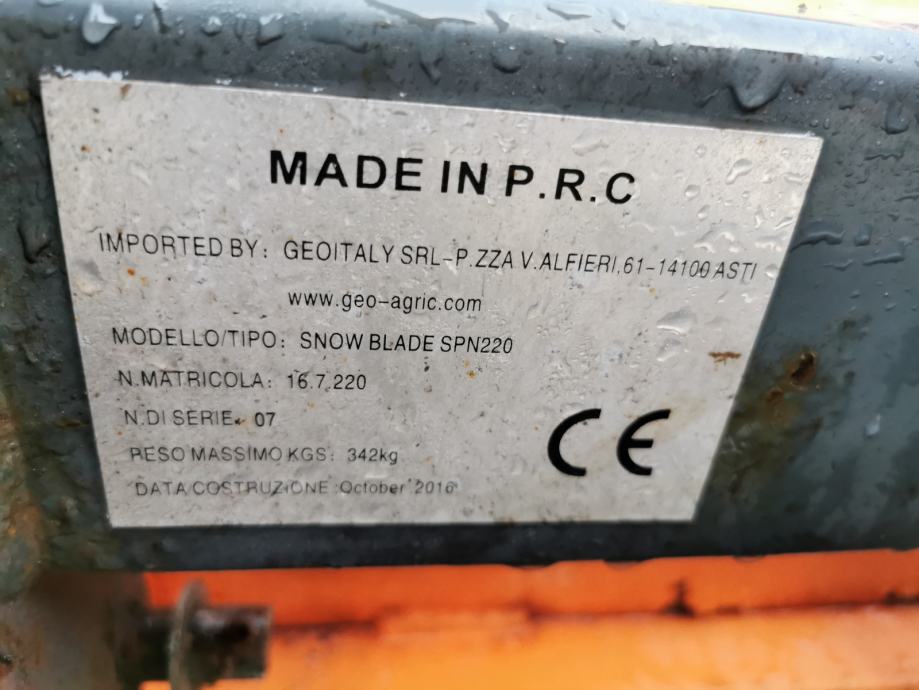 MADE IN P.R.C
IMPORTED BY: GEOITALY SRL-P.ZZA V.ALFIERI.61-14100 ASTI
www.geo-agric.com
MODELLO/TIPO: SNOW BLADE SPN220
N.MATRICOLA: 16.7.220
N.DI SERIE: 07
PESO MASSIMO KGS: 342kg
DATA COSTRUZIONE:October 2016
CE